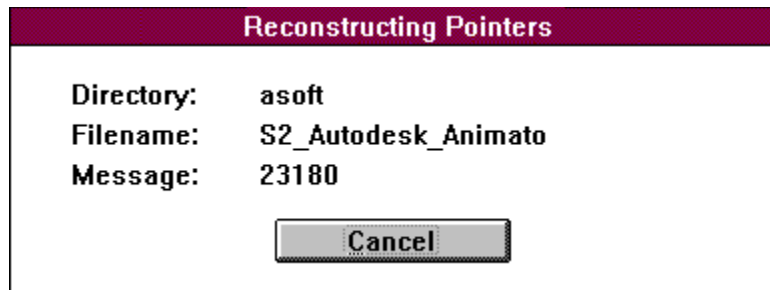 Reconstructing Pointers
Directory: asoft
Filename: S2_Autodesk_Animato
Message: 23180
Cancel